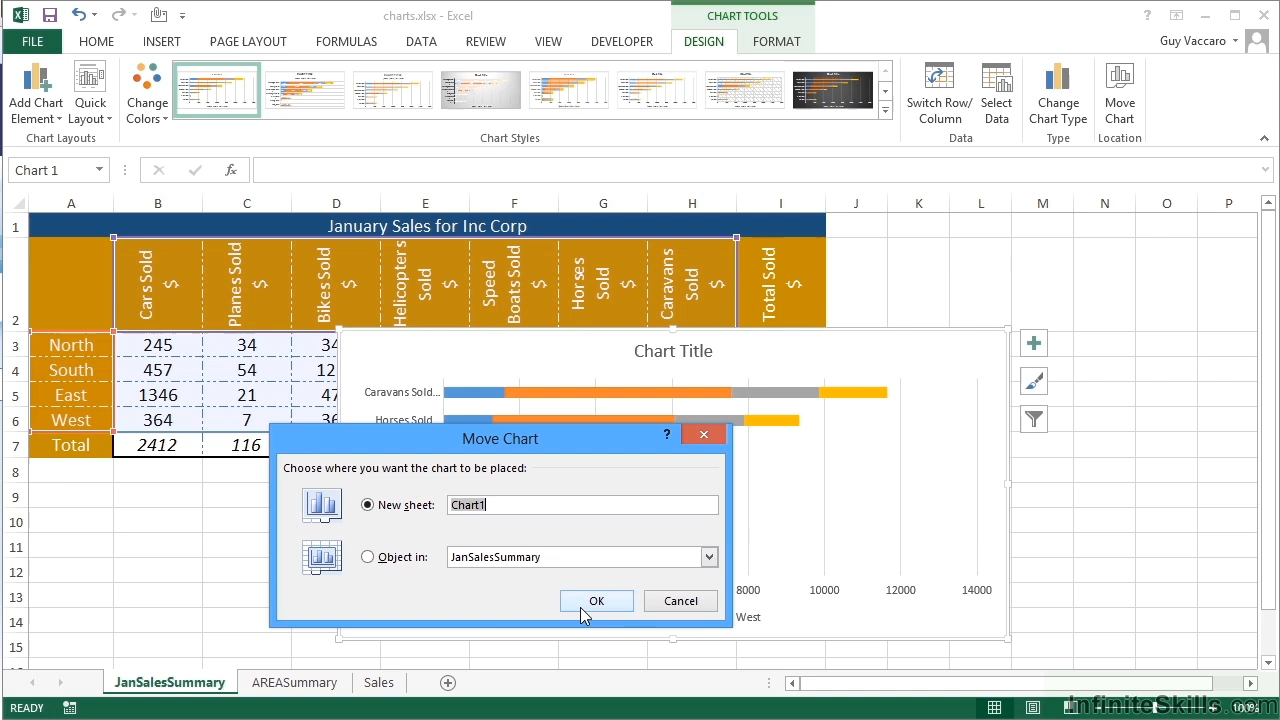 charts.xlsx - Excel
CHART TOOLS
FILE
HOME
INSERT
PAGE LAYOUT
FORMULAS
DATA
REVIEW
VIEW
DEVELOPER
DESIGN
FORMAT
Guy Vaccaro
Add Chart
Element
Quick
Layout
Change
Colors
Switch Row/
Column
Select
Data
Change
Chart Type
Move
Chart
Chart Layouts
Chart Styles
Data
Type
Location
Chart 1
fx
A B C D E F G H I J K L M N O P
1 January Sales for Inc Corp
2
Cars Sold
$
Planes Sold
$
Bikes Sold
$
Helicopters
Sold
$
Speed
Boats Sold
$
Horses
Sold
$
Caravans
Sold
$
Total Sold
$
3 North 245 34
4 South 457 54
5 East 1346 21 47
6 West 364 7
7 Total 2412 116
8
9
10
11
12
13
14
15
Chart Title
Caravans Sold...
Horses Sold
8000 10000 12000 14000
West
Move Chart
?
Choose where you want the chart to be placed:
New sheet: Chart1
Object in: JanSalesSummary
OK
Cancel
JanSalesSummary
AREASummary
Sales
READY
InfiniteSkills.com